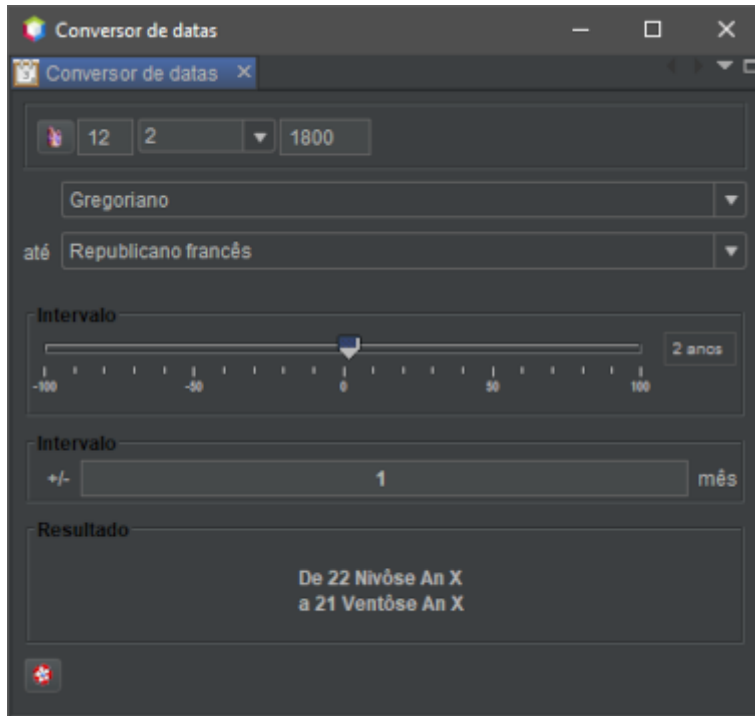 Conversor de datas
Conversor de datas
12 2 1800
Gregoriano
até Republicano francês
Intervalo
2 anos
-100 -50 0 50 100
Intervalo
+/- 1 mês
Resultado
De 22 Nivôse An X
a 21 Ventôse An X